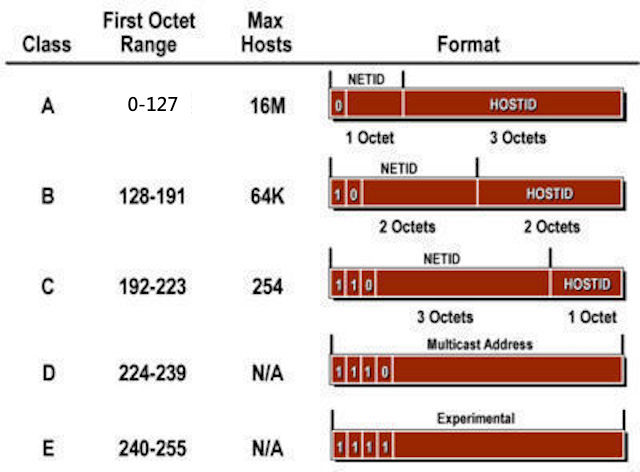 Class First Octet Range Max Hosts Format
NETID
A 0-127 16M 0 HOSTID
1 Octet 3 Octets
NETID
B 128-191 64K 1 0 HOSTID
2 Octets 2 Octets
NETID
C 192-223 254 1 1 0 HOSTID
3 Octets 1 Octet
Multicast Address
D 224-239 N/A 1 1 1 0
Experimental
E 240-255 N/A 1 1 1 1